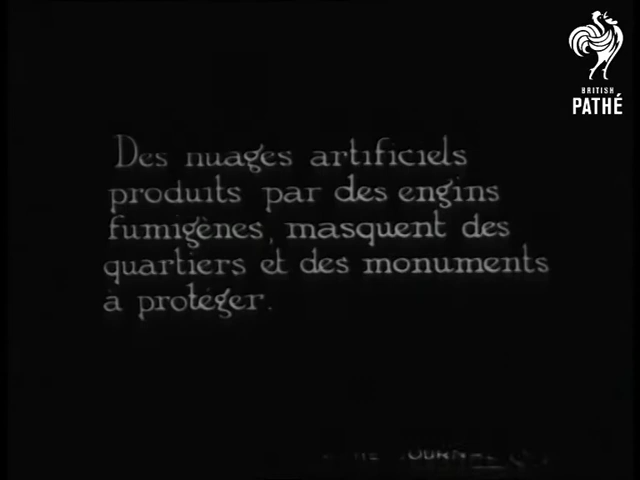 BRITISH
PATHÉ
Des nuages artificiels
produits par des engins
fumigènes, masquent des
quartiers et des monuments
à protéger.